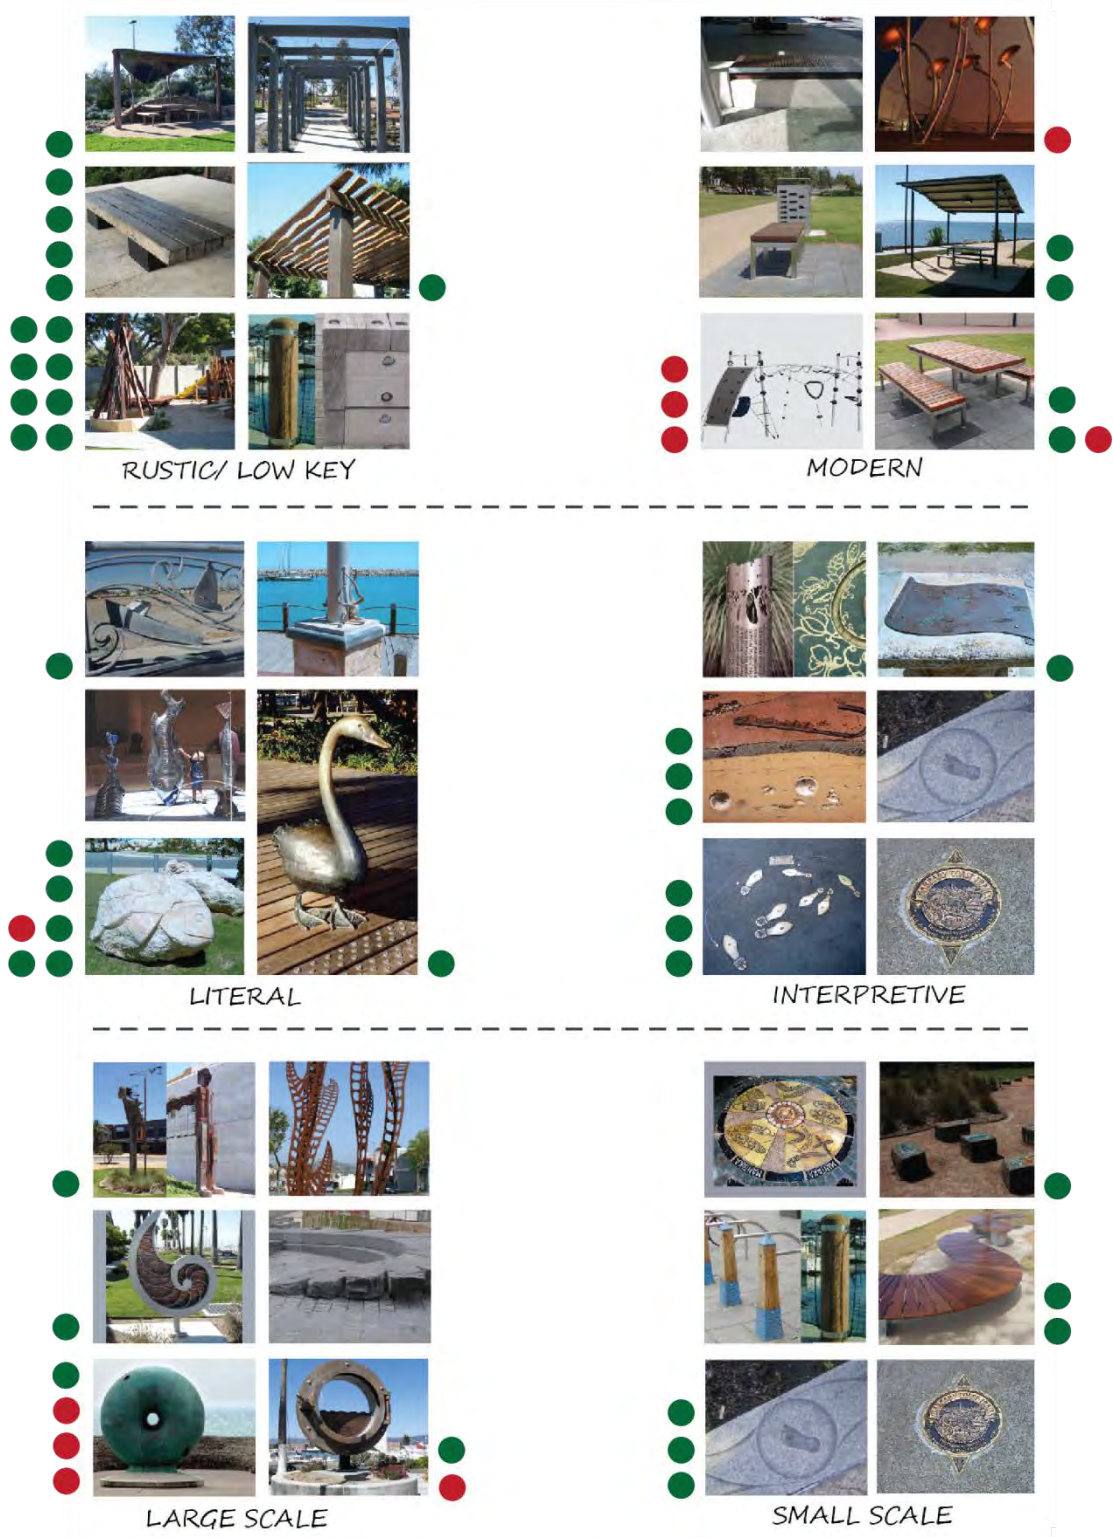 RUSTIC/ LOW KEY
MODERN
LITERAL
INTERPRETIVE
LARGE SCALE
SMALL SCALE